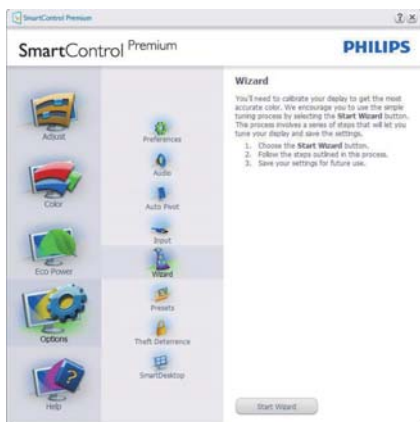 SmartControl Premium
SmartControl Premium
PHILIPS
Adjust
Color
Eco Power
Options
Help
Preferences
Audio
Auto Pivot
Input
Wizard
Presets
Theft Deterrence
SmartDesktop
Wizard
You'll need to calibrate your display to get the most
accurate color. We encourage you to use the simple
tuning process by selecting the Start Wizard button.
This process involves a series of steps that will let you
tune your display and save the settings.
1. Choose the Start Wizard button.
2. Follow the steps outlined in the process.
3. Save your settings for future use.
Start Wizard